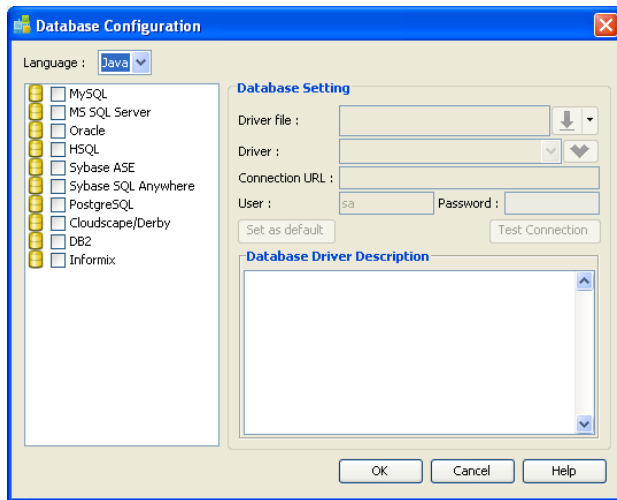 Database Configuration
Language : Java
MySQL
MS SQL Server
Oracle
HSQL
Sybase ASE
Sybase SQL Anywhere
PostgreSQL
Cloudscape/Derby
DB2
Informix
Database Setting
Driver file :
Driver :
Connection URL :
User : sa Password :
Set as default Test Connection
Database Driver Description
OK Cancel Help